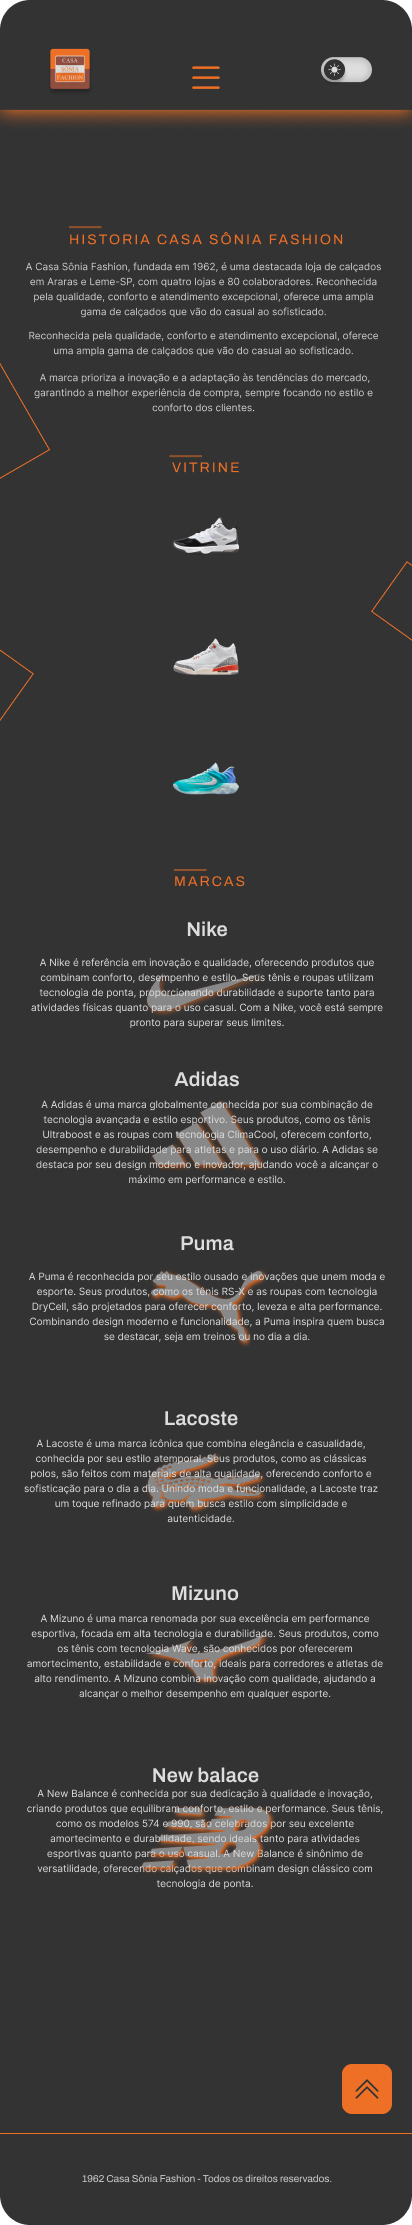 CASA
SÔNIA
FACHION
HISTORIA CASA SÔNIA FASHION
A Casa Sônia Fashion, fundada em 1962, é uma destacada loja de calçados
em Araras e Leme-SP, com quatro lojas e 80 colaboradores. Reconhecida
pela qualidade, conforto e atendimento excepcional, oferece uma ampla
gama de calçados que vão do casual ao sofisticado.
Reconhecida pela qualidade, conforto e atendimento excepcional, oferece
uma ampla gama de calçados que vão do casual ao sofisticado.
A marca prioriza a inovação e a adaptação às tendências do mercado,
garantindo a melhor experiência de compra, sempre focando no estilo e
conforto dos clientes.
VITRINE
MARCAS
Nike
A Nike é referência em inovação e qualidade, oferecendo produtos que
combinam conforto, desempenho e estilo. Seus tênis e roupas utilizam
tecnologia de ponta, proporcionando durabilidade e suporte tanto para
atividades físicas quanto para o uso casual. Com a Nike, você está sempre
pronto para superar seus limites.
Adidas
A Adidas é uma marca globalmente conhecida por sua combinação de
tecnologia avançada e estilo esportivo. Seus produtos, como os tênis
Ultraboost e as roupas com tecnologia ClimaCool, oferecem conforto,
desempenho e durabilidade para atletas e para o uso diário. A Adidas se
destaca por seu design moderno e inovador, ajudando você a alcançar o
máximo em performance e estilo.
Puma
A Puma é reconhecida por seu estilo ousado e inovações que unem moda e
esporte. Seus produtos, como os tênis RS-X e as roupas com tecnologia
DryCell, são projetados para oferecer conforto, leveza e alta performance.
Combinando design moderno e funcionalidade, a Puma inspira quem busca
se destacar, seja em treinos ou no dia a dia.
Lacoste
A Lacoste é uma marca icônica que combina elegância e casualidade,
conhecida por seu estilo atemporal. Seus produtos, como as clássicas
polos, são feitos com materiais de alta qualidade, oferecendo conforto e
sofisticação para o dia a dia. Unindo moda e funcionalidade, a Lacoste traz
um toque refinado para quem busca estilo com simplicidade e
autenticidade.
Mizuno
A Mizuno é uma marca renomada por sua excelência em performance
esportiva, focada em alta tecnologia e durabilidade. Seus produtos, como
os tênis com tecnologia Wave, são conhecidos por oferecerem
amortecimento, estabilidade e conforto, ideais para corredores e atletas de
alto rendimento. A Mizuno combina inovação com qualidade, ajudando a
alcançar o melhor desempenho em qualquer esporte.
New balace
A New Balance é conhecida por sua dedicação à qualidade e inovação,
criando produtos que equilibram conforto, estilo e performance. Seus tênis,
como os modelos 574 e 990, são celebrados por seu excelente
amortecimento e durabilidade, sendo ideais tanto para atividades
esportivas quanto para o uso casual. A New Balance é sinônimo de
versatilidade, oferecendo calçados que combinam design clássico com
tecnologia de ponta.
1962 Casa Sônia Fashion - Todos os direitos reservados.